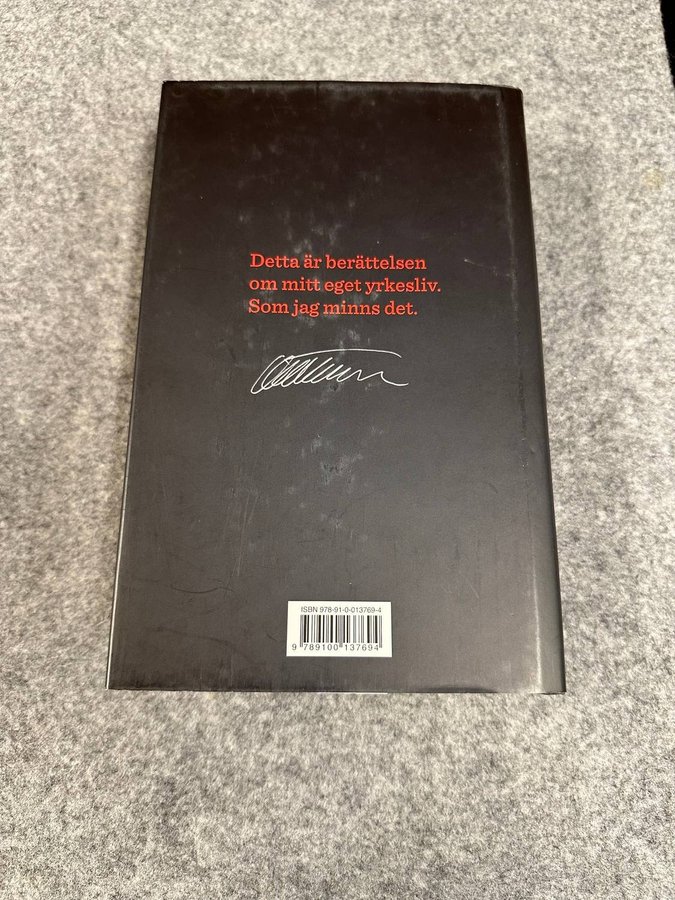 Detta är berättelsen
om mitt eget yrkesliv.
Som jag minns det.
ISBN 978-91-0-013769-4
9 789100 137694